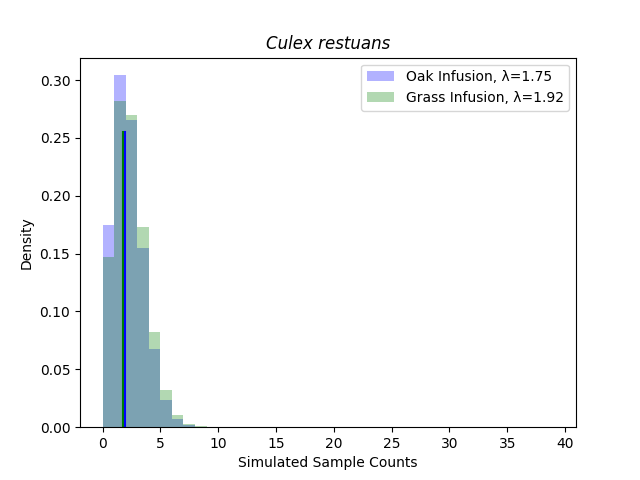 Culex restuans
Oak Infusion, λ=1.75
Grass Infusion, λ=1.92
Density
0.30
0.25
0.20
0.15
0.10
0.05
0.00
0 5 10 15 20 25 30 35 40
Simulated Sample Counts